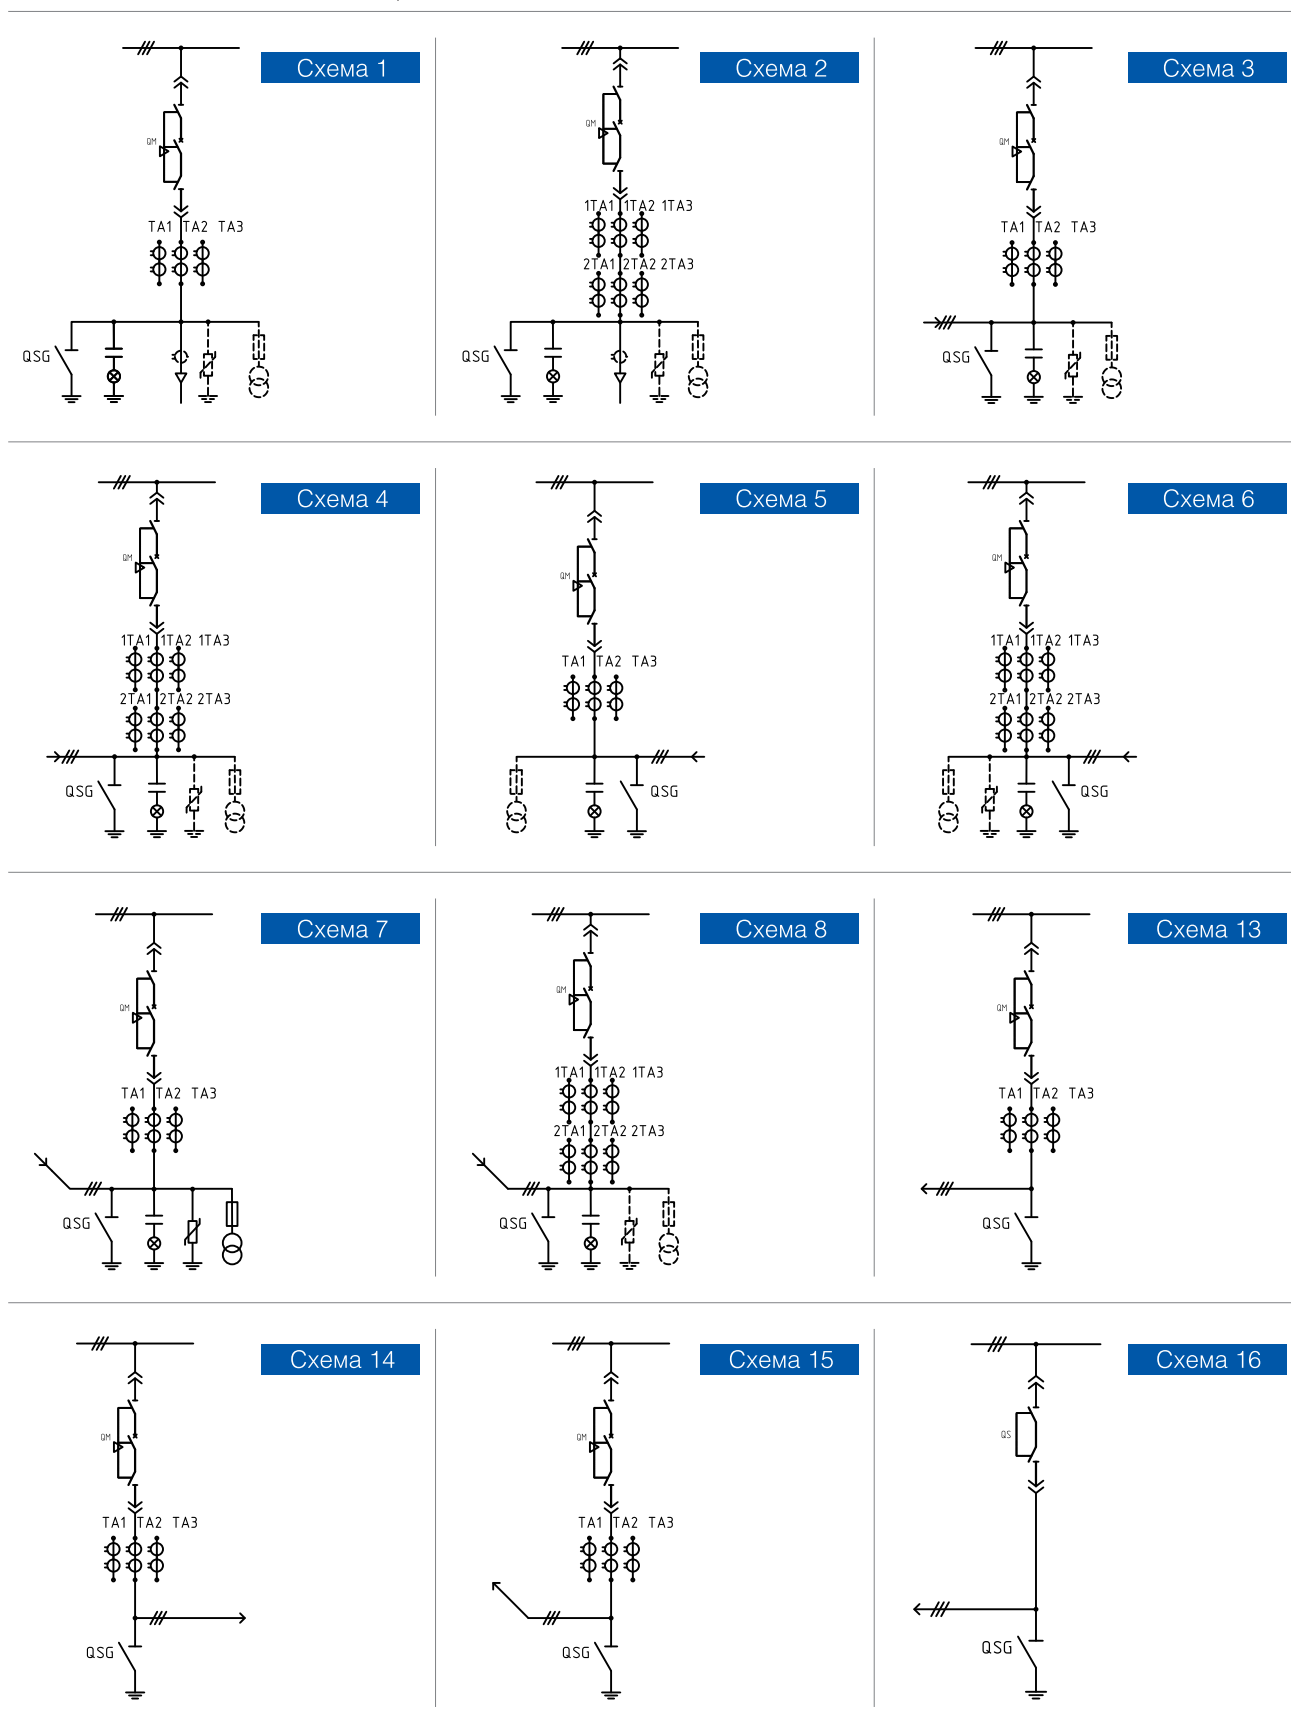 Схема 1
QM
TA1 TA2 TA3
QSG
Схема 2
QM
1TA1 1TA2 1TA3
2TA1 2TA2 2TA3
QSG
Схема 3
QM
TA1 TA2 TA3
QSG
Схема 4
QM
1TA1 1TA2 1TA3
2TA1 2TA2 2TA3
QSG
Схема 5
QM
TA1 TA2 TA3
QSG
Схема 6
QM
1TA1 1TA2 1TA3
2TA1 2TA2 2TA3
QSG
Схема 7
QM
TA1 TA2 TA3
QSG
Схема 8
QM
1TA1 1TA2 1TA3
2TA1 2TA2 2TA3
QSG
Схема 13
QM
TA1 TA2 TA3
QSG
Схема 14
QM
TA1 TA2 TA3
QSG
Схема 15
QM
TA1 TA2 TA3
QSG
Схема 16
QS
QSG